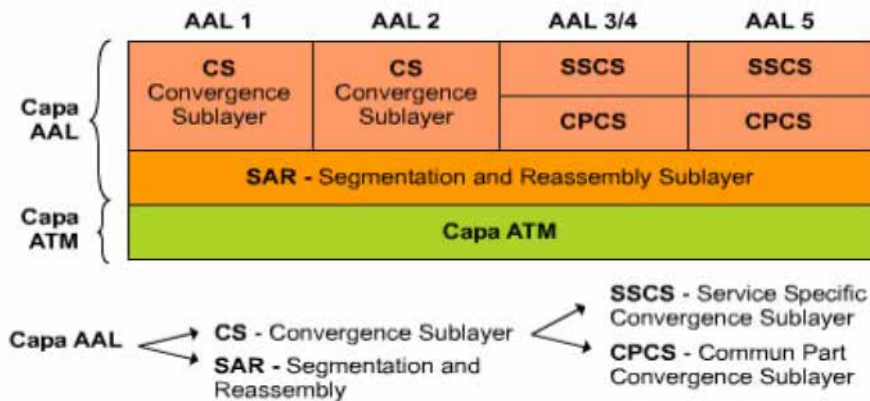 AAL 1 AAL 2 AAL 3/4 AAL 5
Capa
AAL
CS
Convergence
Sublayer
CS
Convergence
Sublayer
SSCS
CPCS
SSCS
CPCS
SAR - Segmentation and Reassembly Sublayer
Capa
ATM
Capa ATM
Capa AAL
CS - Convergence Sublayer
SAR - Segmentation and
Reassembly
SSCS - Service Specific
Convergence Sublayer
CPCS - Commun Part
Convergence Sublayer